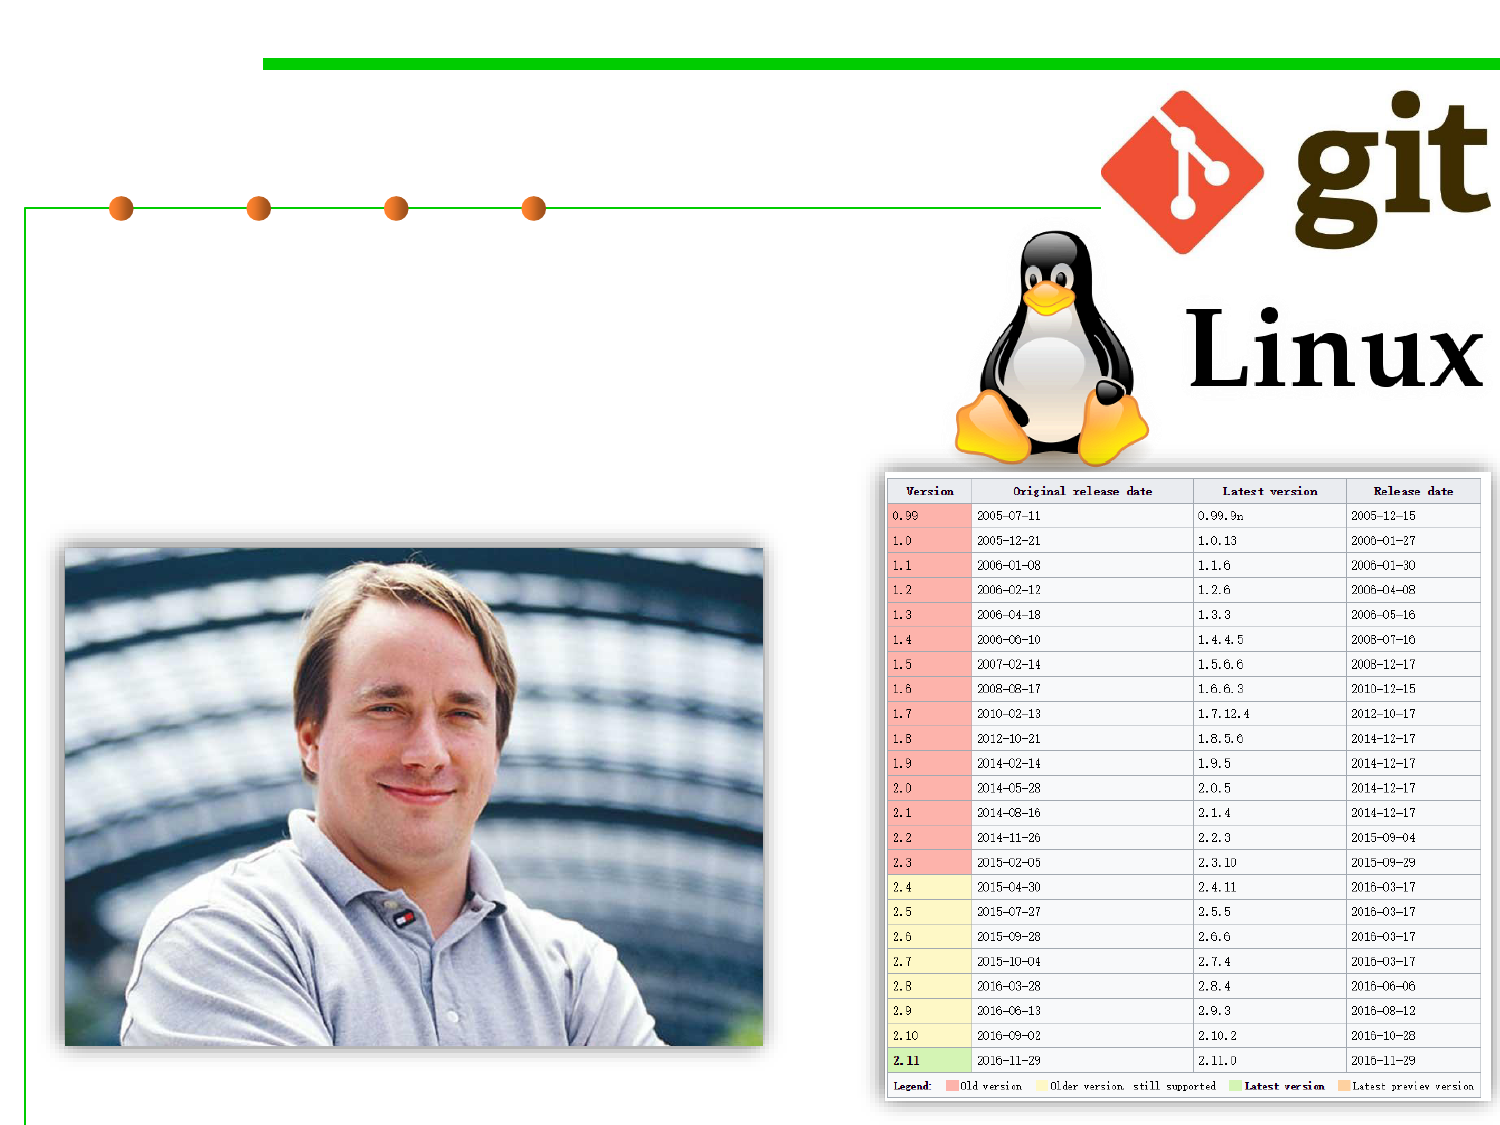 git
Linux
Version Original release date Latest version Release date
0.99 2005-07-11 0.99.9n 2005-12-15
1.0 2005-12-21 1.0.13 2006-01-27
1.1 2006-01-08 1.1.6 2006-01-30
1.2 2006-02-12 1.2.6 2006-04-08
1.3 2006-04-18 1.3.3 2006-05-16
1.4 2006-06-10 1.4.4.5 2008-07-16
1.5 2007-02-14 1.5.6.6 2008-12-17
1.6 2008-08-17 1.6.6.3 2010-12-15
1.7 2010-02-13 1.7.12.4 2012-10-17
1.8 2012-10-21 1.8.5.6 2014-12-17
1.9 2014-02-14 1.9.5 2014-12-17
2.0 2014-05-28 2.0.5 2014-12-17
2.1 2014-08-16 2.1.4 2014-12-17
2.2 2014-11-26 2.2.3 2015-09-04
2.3 2015-02-05 2.3.10 2015-09-29
2.4 2015-04-30 2.4.11 2016-03-17
2.5 2015-07-27 2.5.5 2016-03-17
2.6 2015-09-28 2.6.6 2016-03-17
2.7 2015-10-04 2.7.4 2016-03-17
2.8 2016-03-28 2.8.4 2016-06-06
2.9 2016-06-13 2.9.3 2016-08-12
2.10 2016-09-02 2.10.2 2016-10-28
2.11 2016-11-29 2.11.0 2016-11-29
Legend: Old version Older version, still supported Latest version Latest preview version